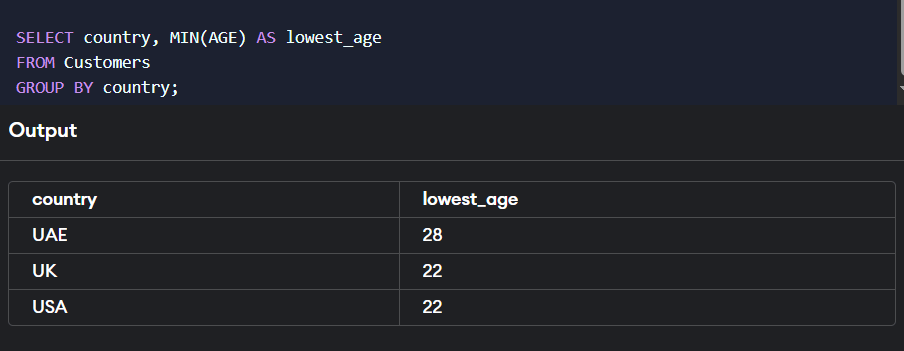 SELECT country, MIN(AGE) AS lowest_age
FROM Customers
GROUP BY country;
Output
country lowest_age
UAE 28
UK 22
USA 22